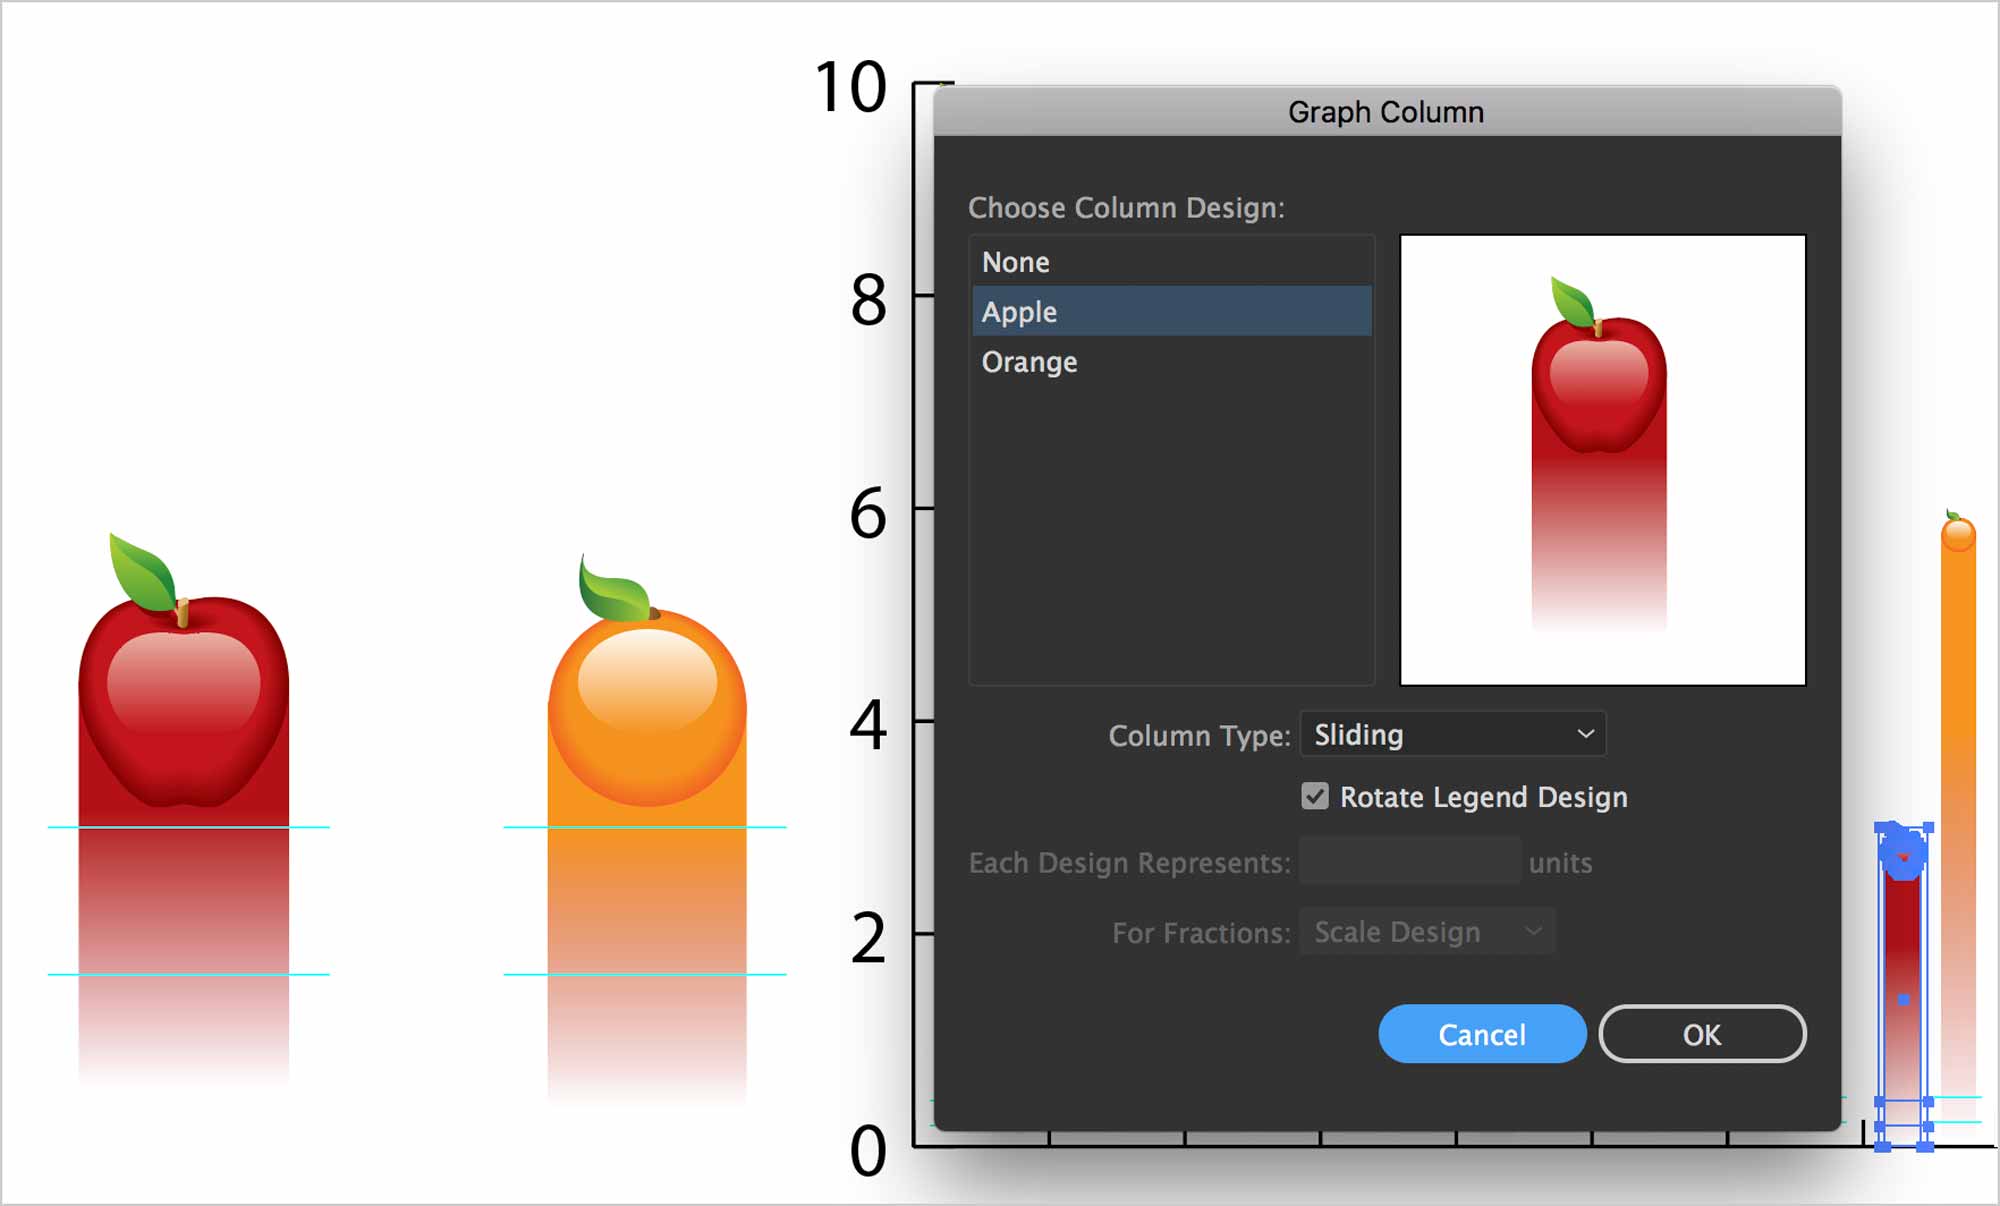 10
8
6
4
2
0
Graph Column
Choose Column Design:
None
Apple
Orange
Column Type: Sliding
Rotate Legend Design
Each Design Represents: units
For Fractions: Scale Design
Cancel OK